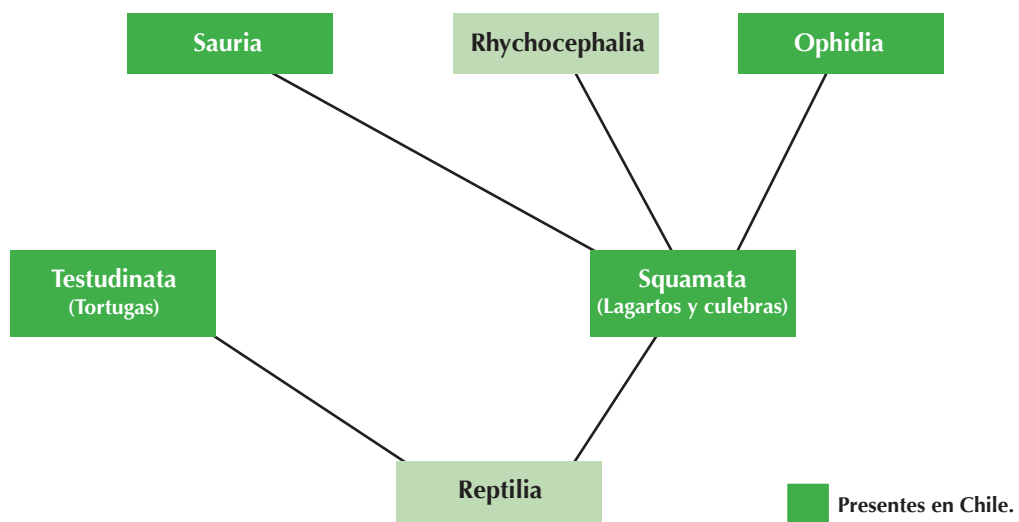 Sauria
Rhychocephalia
Ophidia
Testudinata
(Tortugas)
Squamata
(Lagartos y culebras)
Reptilia
Presentes en Chile.